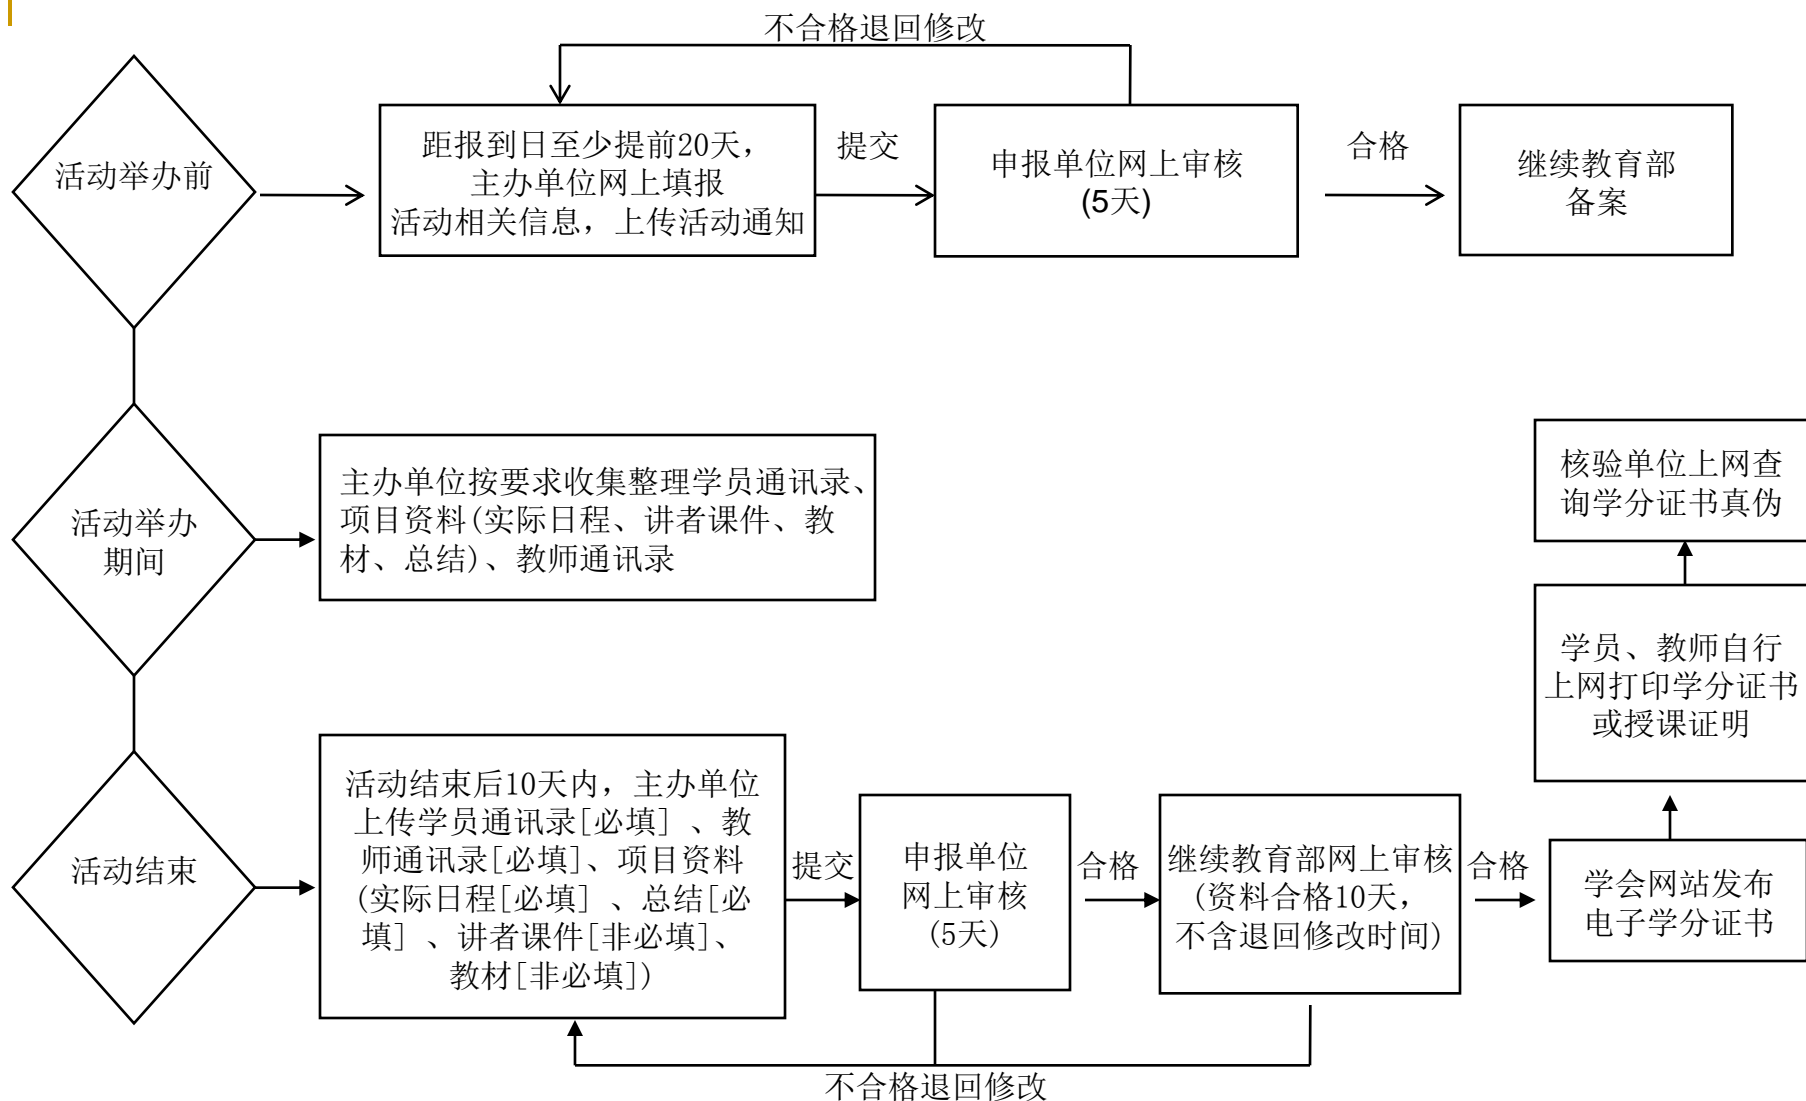 不合格退回修改
活动举办前
距报到日至少提前20天，
主办单位网上填报
活动相关信息，上传活动通知
提交
申报单位网上审核
(5天)
合格
继续教育部
备案
活动举办
期间
主办单位按要求收集整理学员通讯录、
项目资料(实际日程、讲者课件、教
材、总结)、教师通讯录
核验单位上网查
询学分证书真伪
学员、教师自行
上网打印学分证书
或授课证明
活动结束
活动结束后10天内，主办单位
上传学员通讯录[必填] 、教
师通讯录[必填]、项目资料
(实际日程[必填] 、总结[必
填] 、讲者课件[非必填]、
教材[非必填])
提交
申报单位
网上审核
(5天)
合格
继续教育部网上审核
(资料合格10天，
不含退回修改时间)
合格
学会网站发布
电子学分证书
不合格退回修改